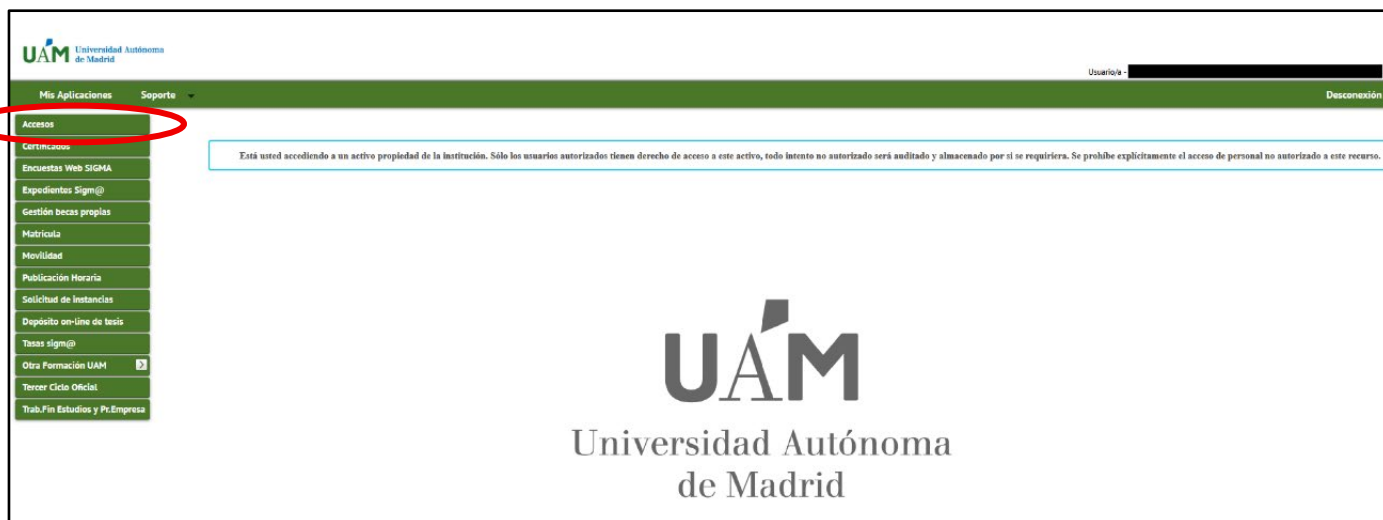 UAM Universidad Autónoma
de Madrid
Usuario/a -
Mis Aplicaciones Soporte Desconexión
Accesos
Certificados
Encuestas Web SIGMA
Expedientes Sigm@
Gestión becas propias
Matrícula
Movilidad
Publicación Horaria
Solicitud de instancias
Depósito on-line de tesis
Tasas sigm@
Otra Formación UAM
Tercer Ciclo Oficial
Trab.Fin Estudios y Pr.Empresa
Está usted accediendo a un activo propiedad de la institución. Sólo los usuarios autorizados tienen derecho de acceso a este activo, todo intento no autorizado será auditado y almacenado por si se requiriera. Se prohíbe explícitamente el acceso de personal no autorizado a este recurso.
UAM
Universidad Autónoma
de Madrid